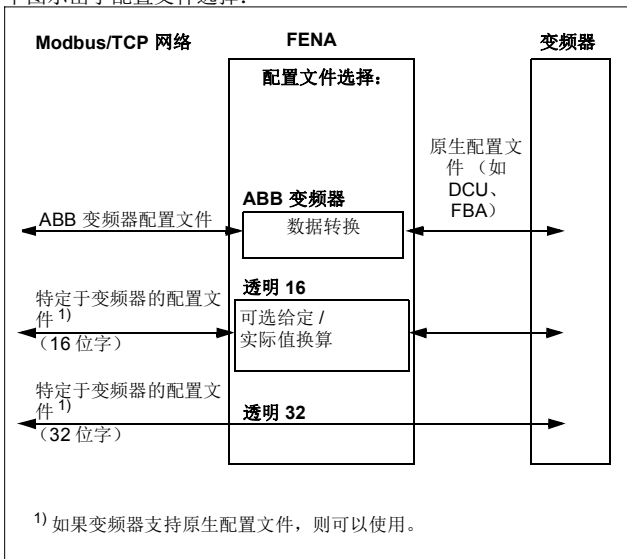 下图示出了配置文件选择：
Modbus/TCP 网络
FENA
变频器
配置文件选择：
原生配置文
件 （如
DCU、
FBA）
ABB 变频器
ABB 变频器配置文件
数据转换
透明 16
特定于变频器的配置文
件 1)
（16 位字）
可选给定 /
实际值换算
特定于变频器的配置文
件 1)
（32 位字）
透明 32
1) 如果变频器支持原生配置文件，则可以使用。